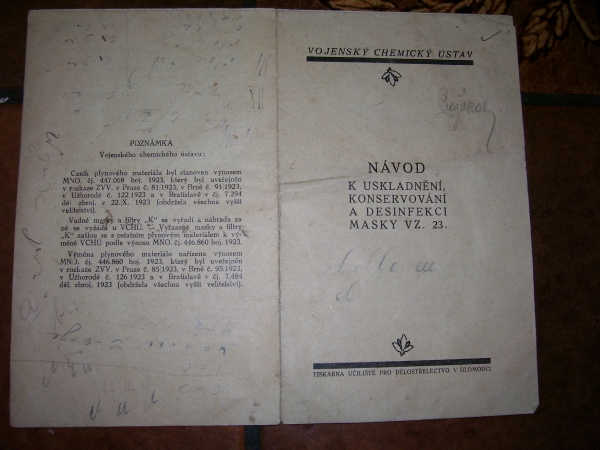 POZNÁMKA
Vojenského chemického ústavu:
Ceník plynového materiálu byl stanoven výnosem
MNO. čj. 447.068 boj. 1923, který byl uveřejněn
v rozkaze ZVV. v Praze č. 81/1923, v Brně č. 91/1923,
v Užhorodě č. 122/1923 a v Bratislavě v č. 7.294
děl. zbroj. z 22.X. 1923 (obdržela všechna vyšší
velitelství).
Vadné masky a filtry „K" se vyřadí a náhrada za
ně se vyžádá u VCHÚ. Vyřazené masky a filtry
„K" zašlou se s ostatním plynovým materiálem k vý-
měně VCHÚ podle výnosu MNO. čj. 446.860 boj. 1923.
Výměna plynového materiálu nařízena výnosem
MNO. čj. 446.860 boj. 1923, který byl uveřejněn
v rozkaze ZVV. v Praze č. 85/1923, v Brně č. 95/1923,
v Užhorodě č. 126/1923 a v Bratislavě v čj. 7.484
děl. zbroj. 1923 (obdržela všechna vyšší velitelství).
VOJENSKÝ CHEMICKÝ ÚSTAV
NÁVOD
K USKLADNĚNÍ,
KONSERVOVÁNÍ
A DESINFEKCI
MASKY VZ. 23.
TISKÁRNA UČILIŠTĚ PRO DĚLOSTŘELECTVO V OLOMOUCI